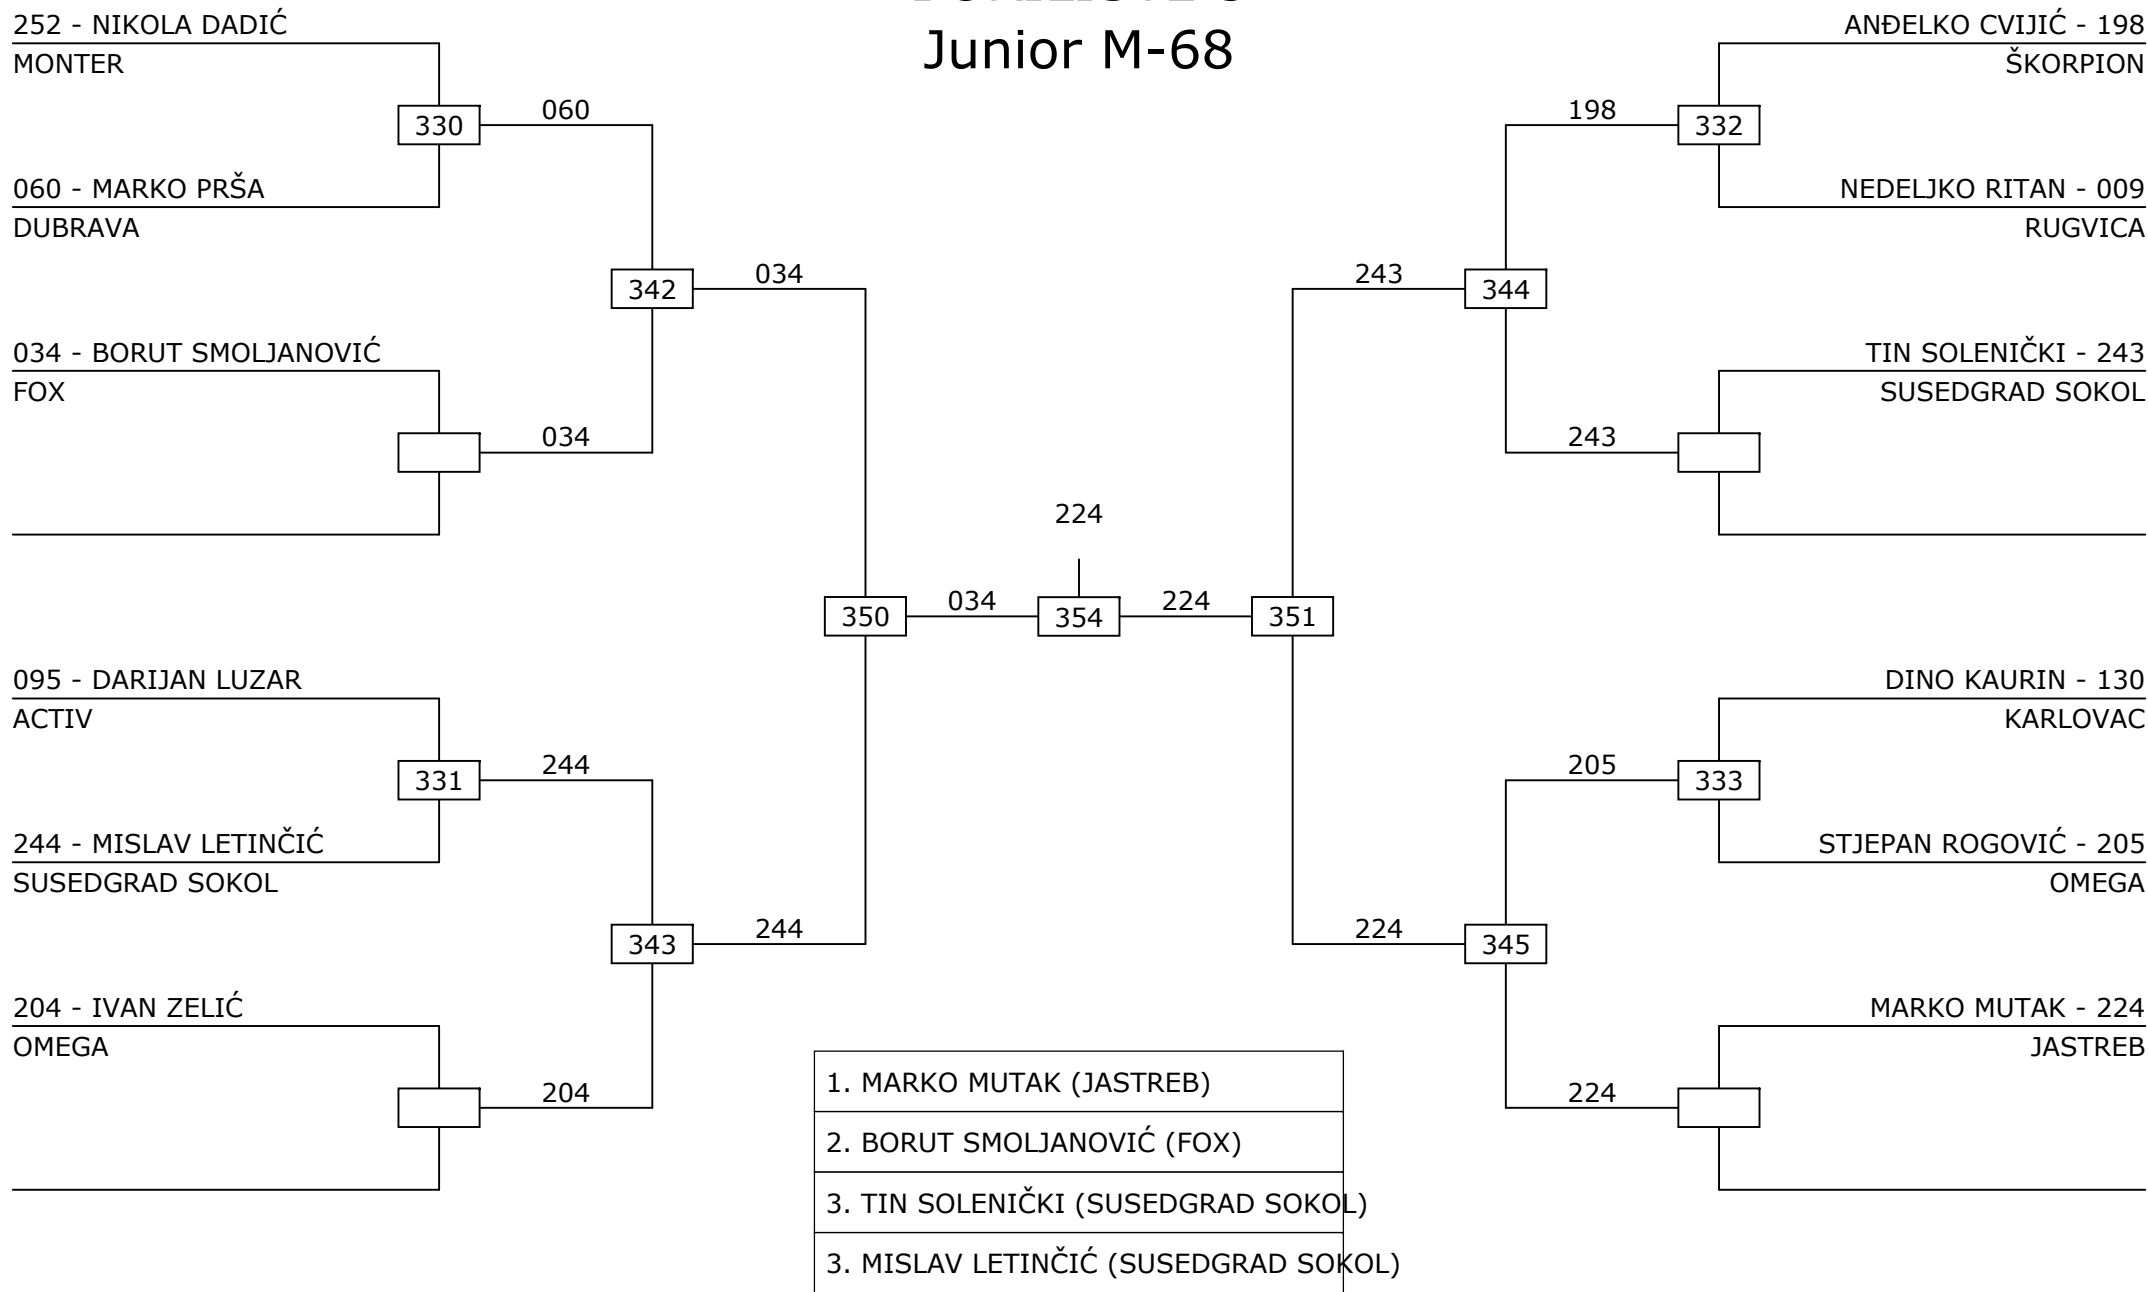 Junior M-68
252 - NIKOLA DADIĆ
MONTER
330
060
060 - MARKO PRŠA
DUBRAVA
342
034
034 - BORUT SMOLJANOVIĆ
FOX
034
095 - DARIJAN LUZAR
ACTIV
331
244
244 - MISLAV LETINČIĆ
SUSEDGRAD SOKOL
343
244
204 - IVAN ZELIĆ
OMEGA
204
350
034
224
354
224
351
ANĐELKO CVIJIĆ - 198
ŠKORPION
198
332
NEDELJKO RITAN - 009
RUGVICA
243
344
TIN SOLENIČKI - 243
SUSEDGRAD SOKOL
243
DINO KAURIN - 130
KARLOVAC
205
333
STJEPAN ROGOVIĆ - 205
OMEGA
224
345
MARKO MUTAK - 224
JASTREB
224
1. MARKO MUTAK (JASTREB)
2. BORUT SMOLJANOVIĆ (FOX)
3. TIN SOLENIČKI (SUSEDGRAD SOKOL)
3. MISLAV LETINČIĆ (SUSEDGRAD SOKOL)